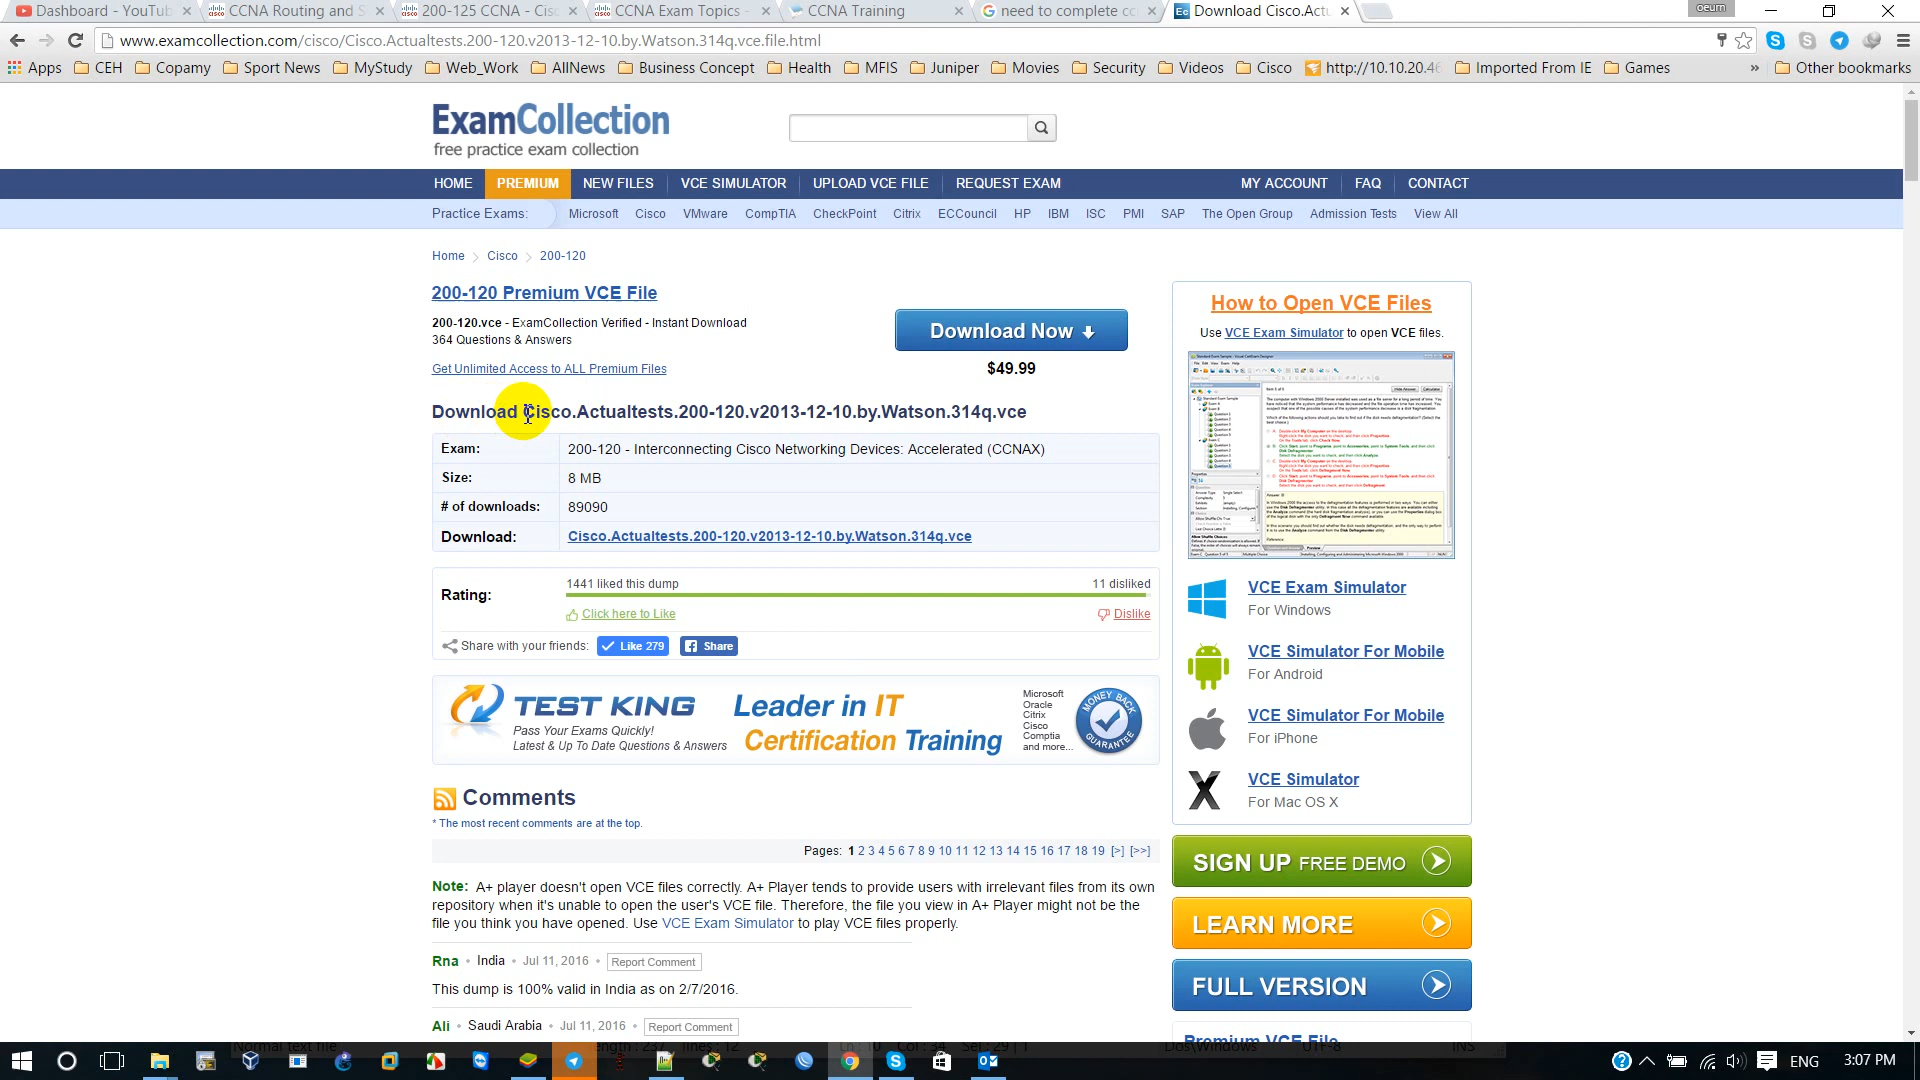 Dashboard - YouTub
CCNA Routing and S
200-125 CCNA - Cisc
CCNA Exam Topics -
CCNA Training
need to complete cc
Download Cisco.Actu
oeurn
www.examcollection.com/cisco/Cisco.Actualtests.200-120.v2013-12-10.by.Watson.314q.vce.file.html
Apps CEH Copamy Sport News MyStudy Web_Work AllNews Business Concept Health MFIS Juniper Movies Security Videos Cisco http://10.10.20.46 Imported From IE Games » Other bookmarks
ExamCollection
free practice exam collection
HOME PREMIUM NEW FILES VCE SIMULATOR UPLOAD VCE FILE REQUEST EXAM MY ACCOUNT FAQ CONTACT
Practice Exams: Microsoft Cisco VMware CompTIA CheckPoint Citrix ECCouncil HP IBM ISC PMI SAP The Open Group Admission Tests View All
Home Cisco 200-120
200-120 Premium VCE File
200-120.vce - ExamCollection Verified - Instant Download
364 Questions & Answers
Get Unlimited Access to ALL Premium Files
Download Now
$49.99
Download Cisco.Actualtests.200-120.v2013-12-10.by.Watson.314q.vce
Exam: 200-120 - Interconnecting Cisco Networking Devices: Accelerated (CCNAX)
Size: 8 MB
# of downloads: 89090
Download: Cisco.Actualtests.200-120.v2013-12-10.by.Watson.314q.vce
Rating:
1441 liked this dump 11 disliked
Click here to Like Dislike
Share with your friends: Like 279 Share
TEST KING
Pass Your Exams Quickly!
Latest & Up To Date Questions & Answers
Leader in IT
Certification Training
Microsoft
Oracle
Citrix
Cisco
Comptia
and more...
MONEY BACK
GUARANTEE
Comments
* The most recent comments are at the top.
Pages: 1 2 3 4 5 6 7 8 9 10 11 12 13 14 15 16 17 18 19 [>] [>>]
Note: A+ player doesn't open VCE files correctly. A+ Player tends to provide users with irrelevant files from its own
repository when it's unable to open the user's VCE file. Therefore, the file you view in A+ Player might not be the
file you think you have opened. Use VCE Exam Simulator to play VCE files properly.
Rna • India • Jul 11, 2016 • Report Comment
This dump is 100% valid in India as on 2/7/2016.
Ali • Saudi Arabia • Jul 11, 2016 • Report Comment
How to Open VCE Files
Use VCE Exam Simulator to open VCE files.
VCE Exam Simulator
For Windows
VCE Simulator For Mobile
For Android
VCE Simulator For Mobile
For iPhone
VCE Simulator
For Mac OS X
SIGN UP FREE DEMO
LEARN MORE
FULL VERSION
Premium VCE File
ENG
3:07 PM